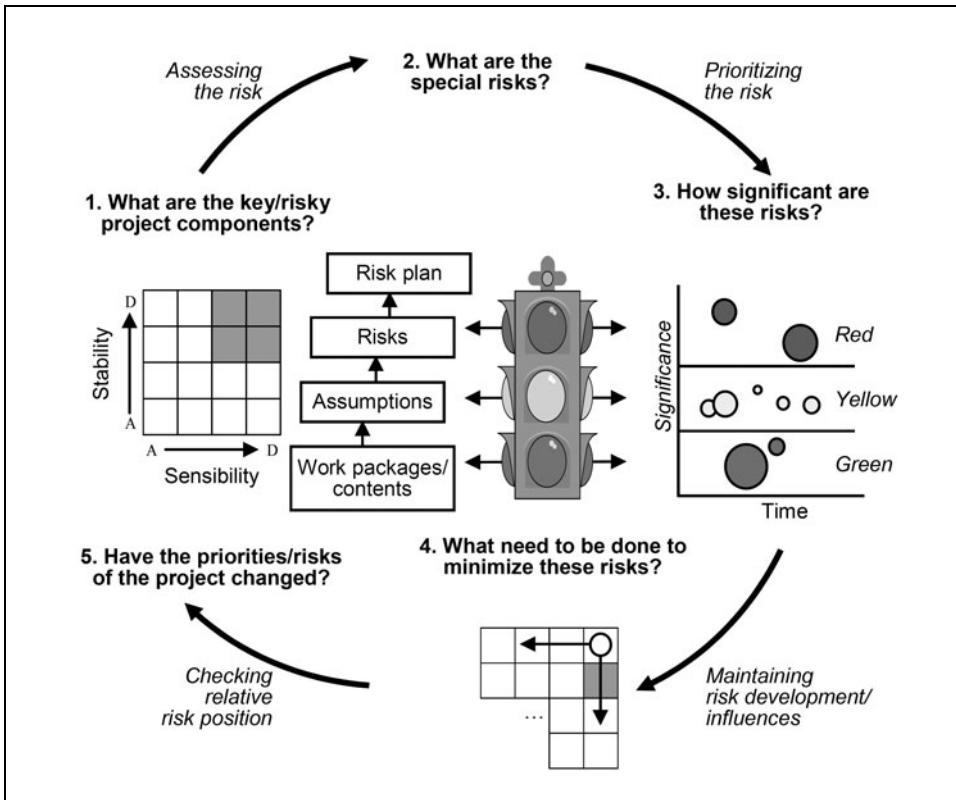 Assessing
the risk
2. What are the
special risks?
Prioritizing
the risk
1. What are the key/risky
project components?
3. How significant are
these risks?
D
Stability
A
A
D
Sensibility
Risk plan
Risks
Assumptions
Work packages/
contents
Significance
Red
Yellow
Green
Time
5. Have the priorities/risks
of the project changed?
4. What need to be done to
minimize these risks?
Checking
relative
risk position
...
Maintaining
risk development/
influences